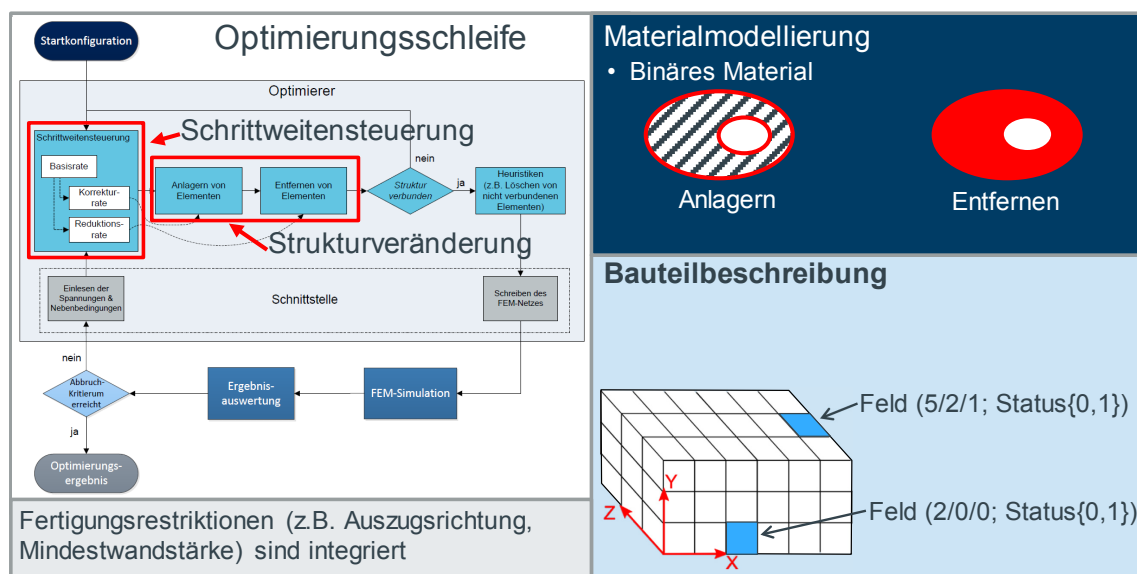 Optimierungsschleife
Startkonfiguration
Optimierer
Schrittweitensteuerung
Schrittweitensteuerung
Basisrate
Korrektur-
rate
Reduktions-
rate
Anlagern von
Elementen
Entfernen von
Elementen
Struktur
verbunden
nein
ja
Heuristiken
(z.B. Löschen von
nicht verbundenen
Elementen)
Strukturveränderung
Einlesen der
Spannungen &
Nebenbedingungen
Schnittstelle
Schreiben des
FEM-Netzes
nein
Abbruch-
Kritierum
erreicht
Ergebnis-
auswertung
FEM-Simulation
ja
Optimierungs-
ergebnis
Fertigungsrestriktionen (z.B. Auszugsrichtung,
Mindestwandstärke) sind integriert
Materialmodellierung
• Binäres Material
Anlagern
Entfernen
Bauteilbeschreibung
Feld (5/2/1; Status{0,1})
Y
Z
X
Feld (2/0/0; Status{0,1})